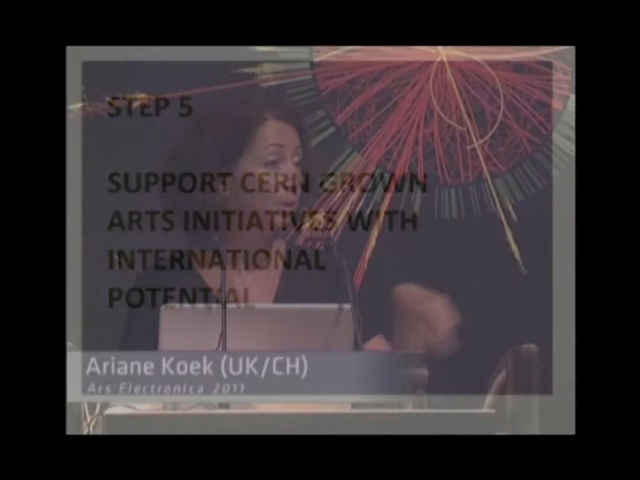 STEP 5
SUPPORT CERN GROWN
ARTS INITIATIVES WITH
INTERNATIONAL
POTENTIAL
Ariane Koek (UK/CH)
Ars Electronica 2011